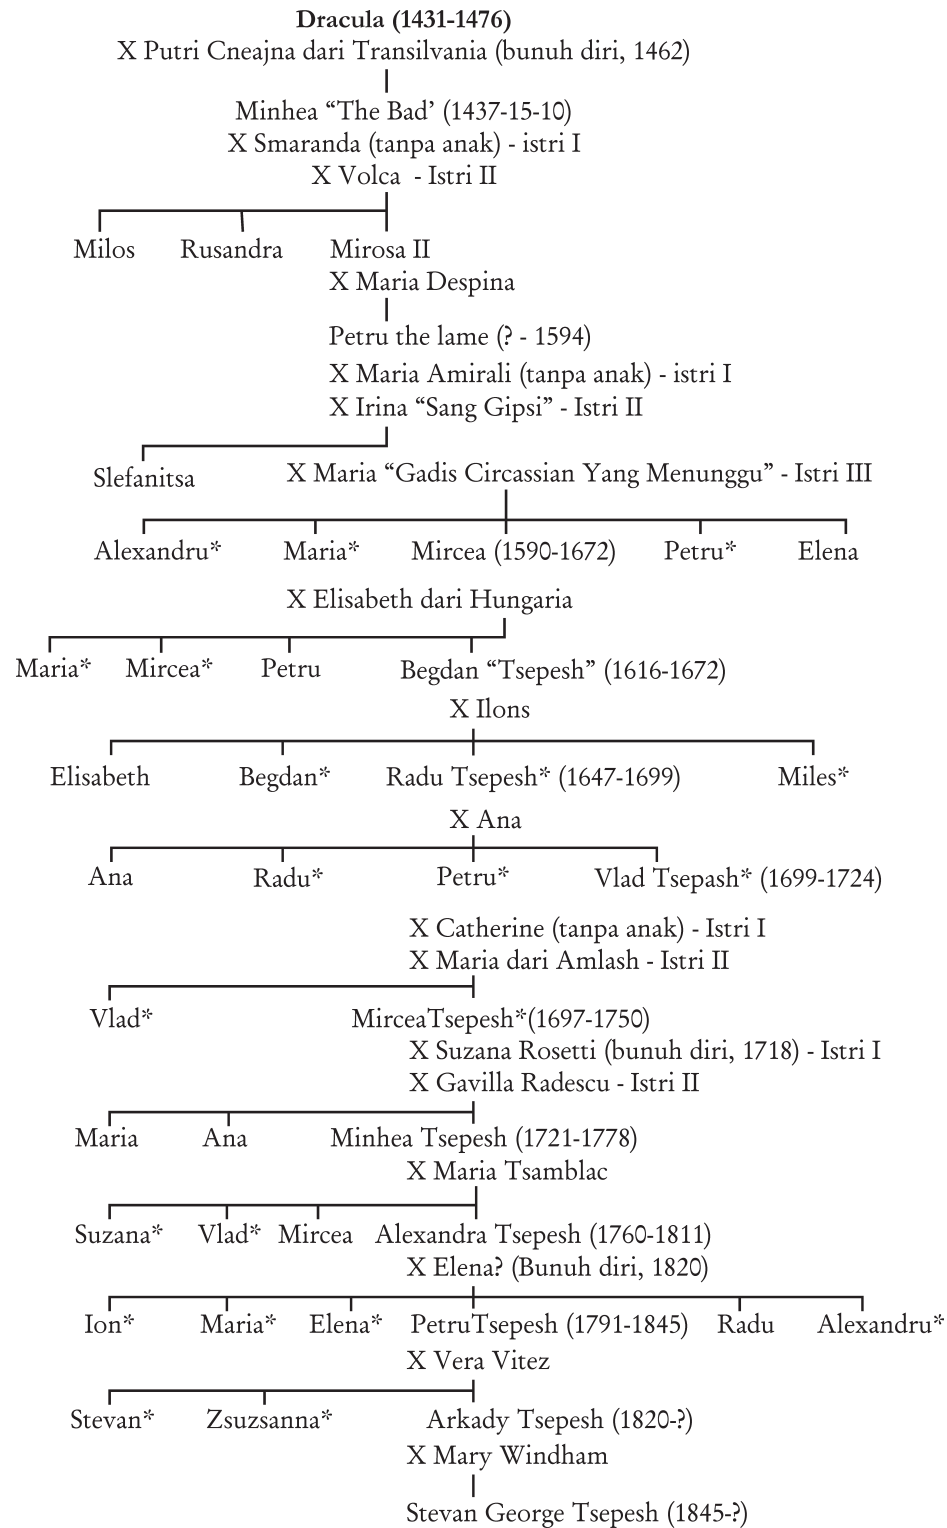 Dracula (1431-1476)
X Putri Cneajna dari Transilvania (bunuh diri, 1462)
Minhea “The Bad’ (1437-15-10)
X Smaranda (tanpa anak) - istri I
X Volca - Istri II
Milos Rusandra Mirosa II
X Maria Despina
Petru the lame (? - 1594)
X Maria Amirali (tanpa anak) - istri I
X Irina “Sang Gipsi” - Istri II
Slefanitsa X Maria “Gadis Circassian Yang Menunggu” - Istri III
Alexandru* Maria* Mircea (1590-1672) Petru* Elena
X Elisabeth dari Hungaria
Maria* Mircea* Petru Begdan “Tsepesh” (1616-1672)
X Ilons
Elisabeth Begdan* Radu Tsepesh* (1647-1699) Miles*
X Ana
Ana Radu* Petru* Vlad Tsepash* (1699-1724)
X Catherine (tanpa anak) - Istri I
X Maria dari Amlash - Istri II
Vlad* MirceaTsepesh*(1697-1750)
X Suzana Rosetti (bunuh diri, 1718) - Istri I
X Gavilla Radescu - Istri II
Maria Ana Minhea Tsepesh (1721-1778)
X Maria Tsamblac
Suzana* Vlad* Mircea Alexandra Tsepesh (1760-1811)
X Elena? (Bunuh diri, 1820)
Ion* Maria* Elena* PetruTsepesh (1791-1845) Radu Alexandru*
X Vera Vitez
Stevan* Zsuzsanna* Arkady Tsepesh (1820-?)
X Mary Windham
Stevan George Tsepesh (1845-?)